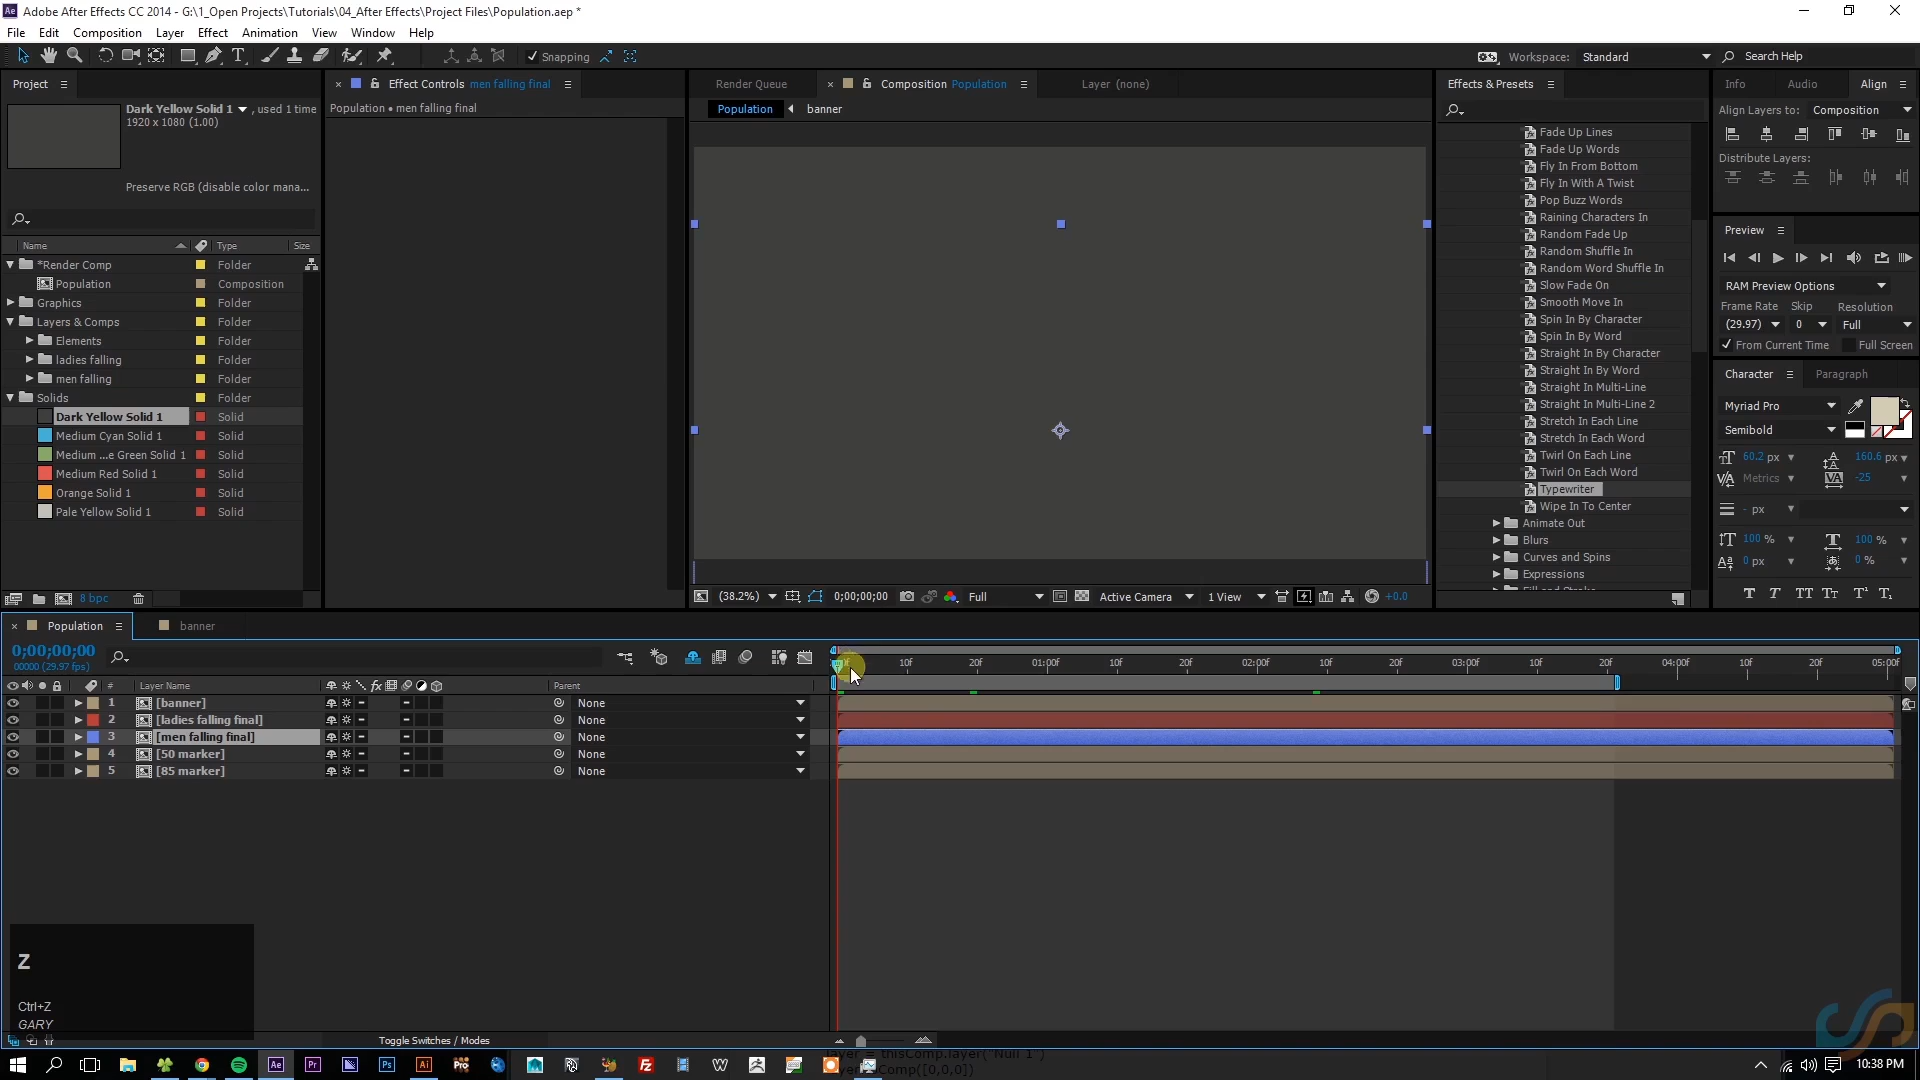 Adobe After Effects CC 2014 - G:\1_Open Projects\Tutorials\04_After Effects\Project Files\Population.aep *
File Edit Composition Layer Effect Animation View Window Help
Snapping
Workspace: Standard
Search Help
Project
Effect Controls men falling final
Render Queue
Composition Population
Layer (none)
Effects & Presets
Info Audio Align
Dark Yellow Solid 1 , used 1 time
1920 x 1080 (1.00)
Preserve RGB (disable color mana...
Population • men falling final
Population banner
Align Layers to: Composition
Distribute Layers:
Name Type Size
*Render Comp Folder
Population Composition
Graphics Folder
Layers & Comps Folder
Elements Folder
ladies falling Folder
men falling Folder
Solids Folder
Dark Yellow Solid 1 Solid
Medium Cyan Solid 1 Solid
Medium ...e Green Solid 1 Solid
Medium Red Solid 1 Solid
Orange Solid 1 Solid
Pale Yellow Solid 1 Solid
8 bpc
(38.2%) 0;00;00;00 Full Active Camera 1 View +0.0
Fade Up Lines
Fade Up Words
Fly In From Bottom
Fly In With A Twist
Pop Buzz Words
Raining Characters In
Random Fade Up
Random Shuffle In
Random Word Shuffle In
Slow Fade On
Smooth Move In
Spin In By Character
Spin In By Word
Straight In By Character
Straight In By Word
Straight In Multi-Line
Straight In Multi-Line 2
Stretch In Each Line
Stretch In Each Word
Twirl On Each Line
Twirl On Each Word
Typewriter
Wipe In To Center
Animate Out
Blurs
Curves and Spins
Expressions
Preview
RAM Preview Options
Frame Rate Skip Resolution
(29.97) 0 Full
From Current Time Full Screen
Character Paragraph
Myriad Pro
Semibold
60.2 px 160.6 px
Metrics -25
- px
100 % 100 %
0 px 0 %
Population banner
0;00;00;00
00000 (29.97 fps)
10f 20f 01:00f 10f 20f 02:00f 10f 20f 03:00f 10f 20f 04:00f 10f 20f 05:00f
# Layer Name Parent
1 [banner] None
2 [ladies falling final] None
3 [men falling final] None
4 [50 marker] None
5 [85 marker] None
Z
Ctrl+Z
GARY
Toggle Switches / Modes
layer = thisComp.layer("Null 1")
10:38 PM